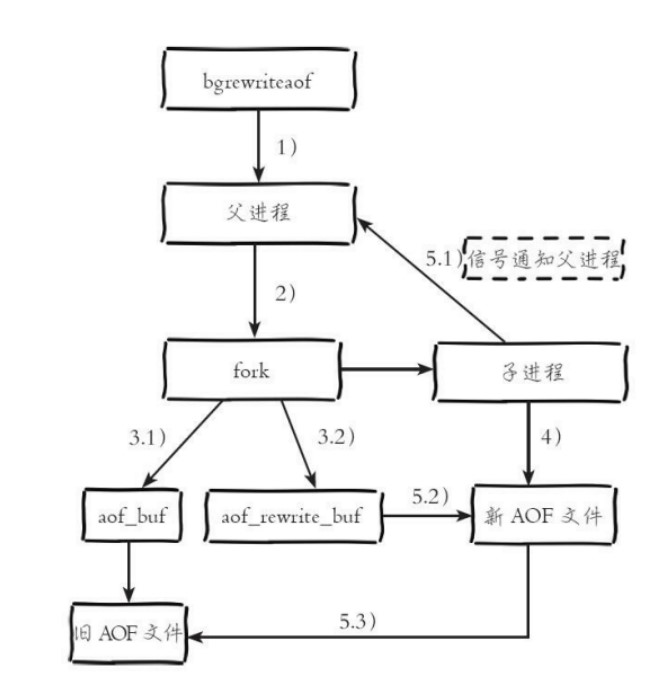 bgrewriteaof
1)
父进程
5.1)信号通知父进程
2)
fork
子进程
3.1)
3.2)
4)
aof_buf
aof_rewrite_buf
5.2)
新 AOF 文件
旧 AOF 文件
5.3)